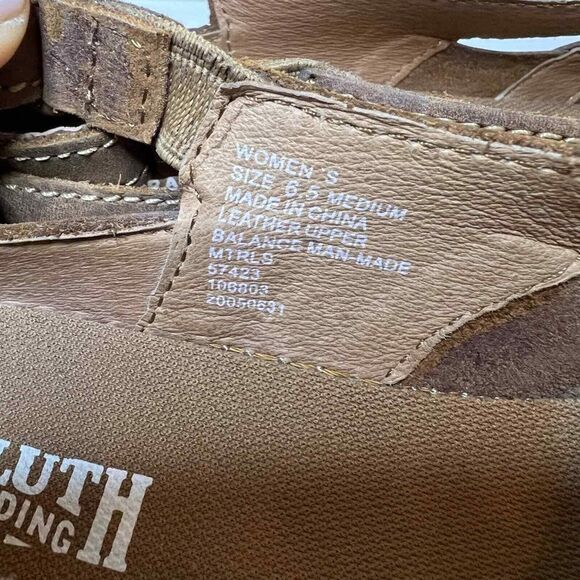 WOMEN S
SIZE 6.5 MEDIUM
MADE IN CHINA
LEATHER UPPER
BALANCE MAN-MADE
MTRLS
57423
106803
20050631
LUTH
DING